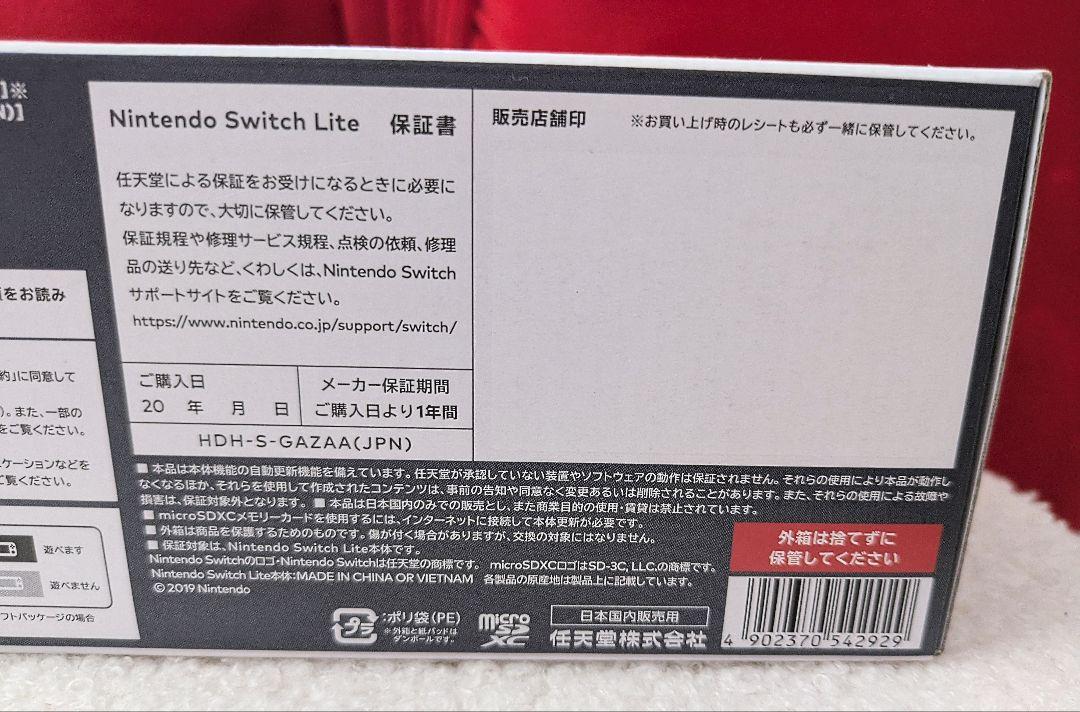 ]※
0)]
Nintendo Switch Lite 保証書
任天堂による保証をお受けになるときに必要に
なりますので、大切に保管してください。
保証規程や修理サービス規程、点検の依頼、修理
品の送り先など、くわしくは、Nintendo Switch
サポートサイトをご覧ください。
https://www.nintendo.co.jp/support/switch/
ご購入日
20 年 月 日
メーカー保証期間
ご購入日より1年間
HDH-S-GAZAA(JPN)
販売店舗印 ※お買い上げ時のレシートも必ず一緒に保管してください。
をお読み
約」に同意して
)。また、一部の
をご覧ください。
ニケーションなどを
ご覧ください。
遊べます
遊べません
フトパッケージの場合
■ 本品は本体機能の自動更新機能を備えています。任天堂が承認していない装置やソフトウェアの動作は保証されません。それらの使用により本品が動作し
なくなるほか、それらを使用して作成されたコンテンツは、事前の告知や同意なく変更あるいは削除されることがあります。また、それらの使用による故障や
損害は、保証対象外となります。 ■ 本品は日本国内のみでの販売とし、また商業目的の使用・賃貸は禁止されています。
■ microSDXCメモリーカードを使用するには、インターネットに接続して本体更新が必要です。
■ 外箱は商品を保護するためのものです。傷が付く場合がありますが、交換の対象にはなりません。
■ 保証対象は、Nintendo Switch Lite本体です。
Nintendo Switchのロゴ・Nintendo Switchは任天堂の商標です。 microSDXCロゴはSD-3C, LLC.の商標です。
Nintendo Switch Lite本体:MADE IN CHINA OR VIETNAM 各製品の原産地は製品上に記載しています。
© 2019 Nintendo
外箱は捨てずに
保管してください
プラ
:ポリ袋(PE)
※外箱と紙パッドは
ダンボールです。
micro
SD
XC
日本国内販売用
任天堂株式会社
4 902370 542929